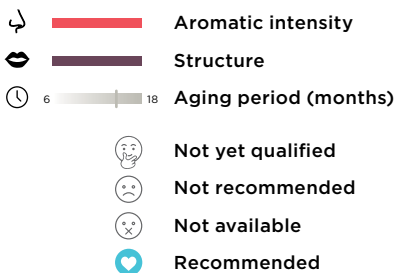 Aromatic intensity
Structure
6 18 Aging period (months)
Not yet qualified
Not recommended
Not available
Recommended